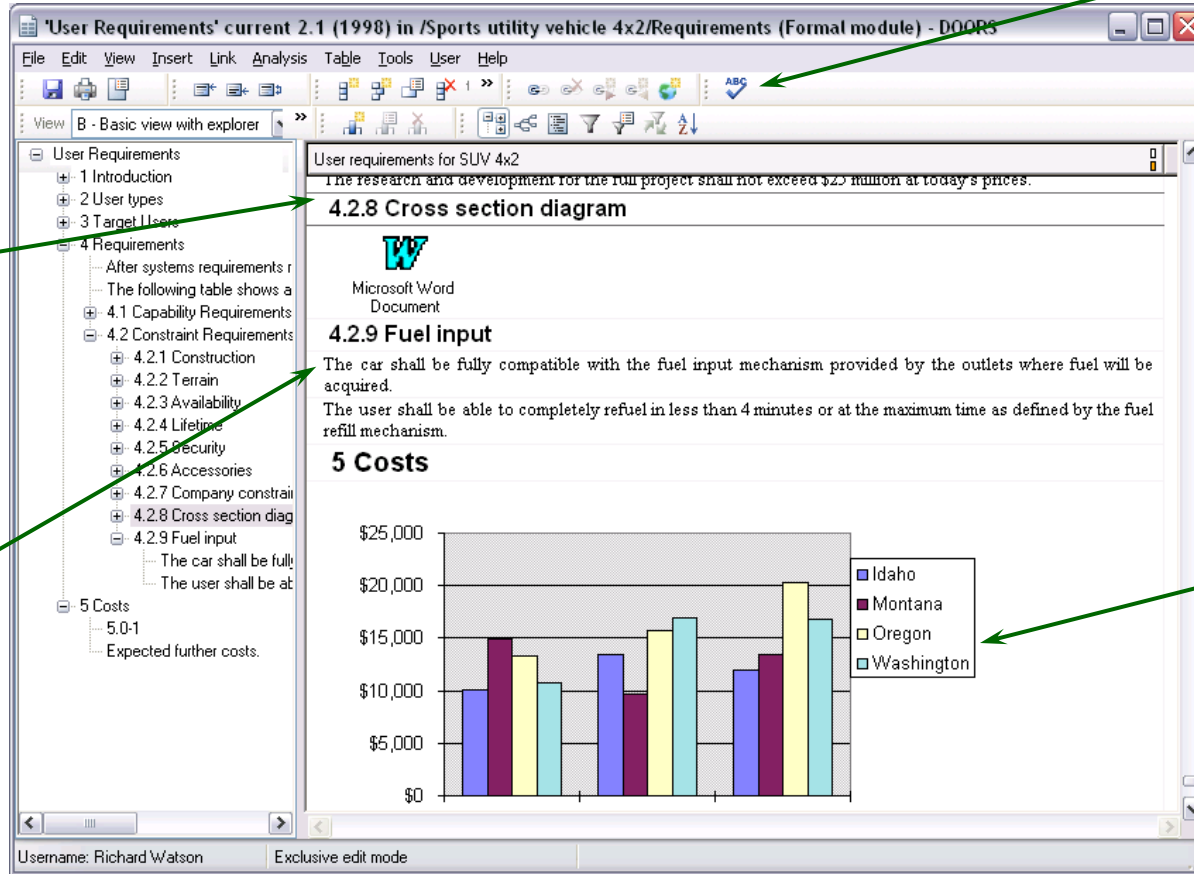 'User Requirements' current 2.1 (1998) in /Sports utility vehicle 4x2/Requirements (Formal module) - DOORS
File Edit View Insert Link Analysis Table Tools User Help
ABC
View B - Basic view with explorer
A Z
User Requirements
1 Introduction
2 User types
3 Target Users
4 Requirements
After systems requirements r
The following table shows a
4.1 Capability Requirements
4.2 Constraint Requirements
4.2.1 Construction
4.2.2 Terrain
4.2.3 Availability
4.2.4 Lifetime
4.2.5 Security
4.2.6 Accessories
4.2.7 Company constrain
4.2.8 Cross section diag
4.2.9 Fuel input
The car shall be fully
The user shall be ab
5 Costs
5.0-1
Expected further costs.
User requirements for SUV 4x2
The research and development for the full project shall not exceed $25 million at today's prices.
4.2.8 Cross section diagram
W
Microsoft Word
Document
4.2.9 Fuel input
The car shall be fully compatible with the fuel input mechanism provided by the outlets where fuel will be
acquired.
The user shall be able to completely refuel in less than 4 minutes or at the maximum time as defined by the fuel
refill mechanism.
5 Costs
$25,000
$20,000
$15,000
$10,000
$5,000
$0
Idaho
Montana
Oregon
Washington
Username: Richard Watson Exclusive edit mode